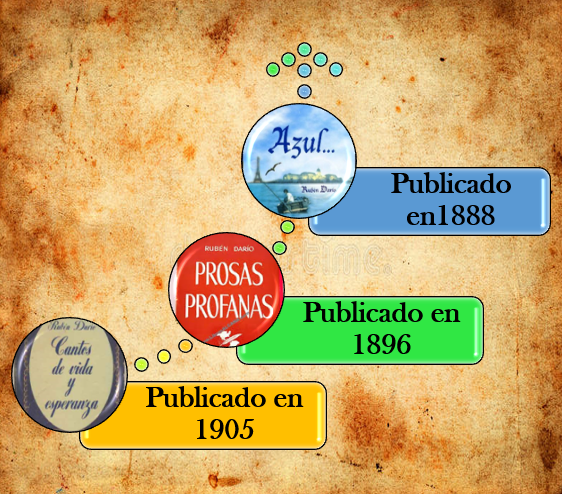 Azul...
Rubén Darío
Publicado
en1888
RUBÉN DARÍO
PROSAS
PROFANAS
Publicado en
1896
Rubén Darío
Cantos
de vida
y
esperanza
Publicado en
1905